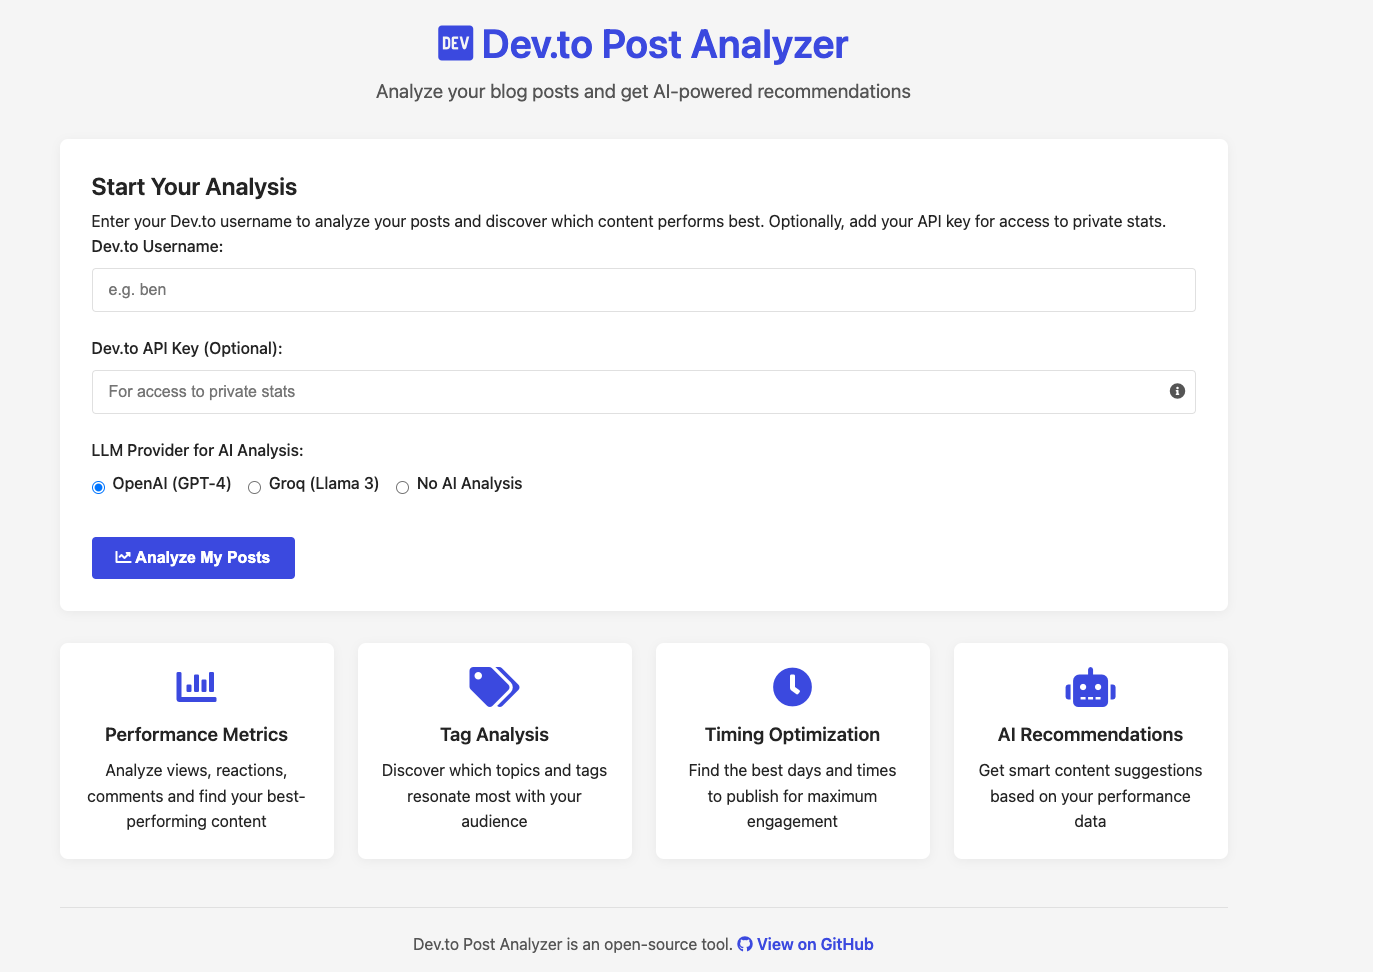 DEV Dev.to Post Analyzer
Analyze your blog posts and get AI-powered recommendations
Start Your Analysis
Enter your Dev.to username to analyze your posts and discover which content performs best. Optionally, add your API key for access to private stats.
Dev.to Username:
e.g. ben
Dev.to API Key (Optional):
For access to private stats
LLM Provider for AI Analysis:
OpenAI (GPT-4) Groq (Llama 3) No AI Analysis
Analyze My Posts
Performance Metrics
Analyze views, reactions,
comments and find your best-
performing content
Tag Analysis
Discover which topics and tags
resonate most with your
audience
Timing Optimization
Find the best days and times
to publish for maximum
engagement
AI Recommendations
Get smart content suggestions
based on your performance
data
Dev.to Post Analyzer is an open-source tool. View on GitHub